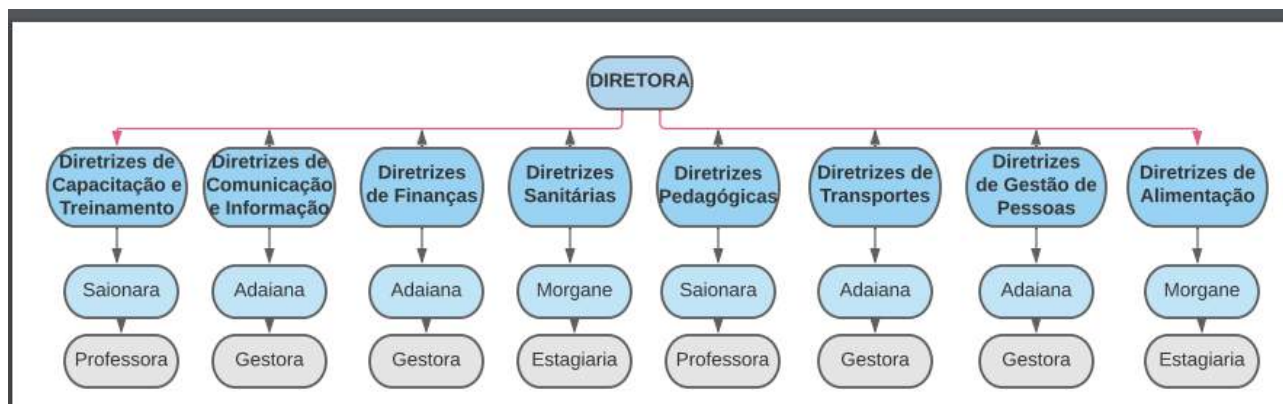 DIRETORA
Diretrizes de
Capacitação e
Treinamento
Diretrizes de
Comunicação
e Informação
Diretrizes
de Finanças
Diretrizes
Sanitárias
Diretrizes
Pedagógicas
Diretrizes de
Transportes
Diretrizes
de Gestão de
Pessoas
Diretrizes de
Alimentação
Saionara
Adaiana
Adaiana
Morgane
Saionara
Adaiana
Adaiana
Morgane
Professora
Gestora
Gestora
Estagiaria
Professora
Gestora
Gestora
Estagiaria